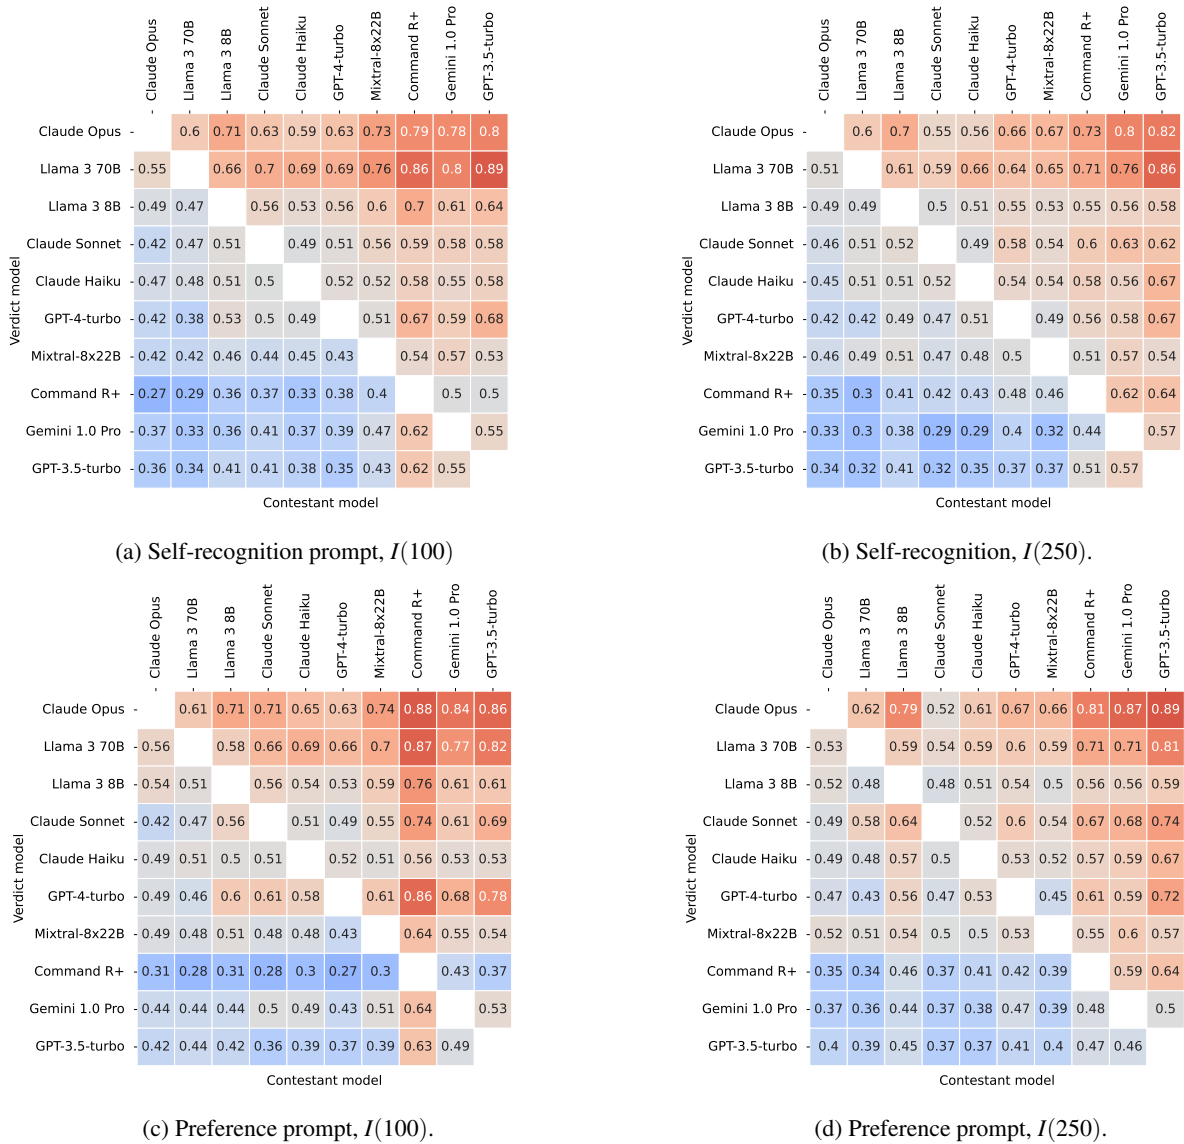 Claude Opus
Llama 3 70B
Llama 3 8B
Claude Sonnet
Claude Haiku
GPT-4-turbo
Mixtral-8x22B
Command R+
Gemini 1.0 Pro
GPT-3.5-turbo
Verdict model
Claude Opus 0.6 0.71 0.63 0.59 0.63 0.73 0.79 0.78 0.8
Llama 3 70B 0.55 0.66 0.7 0.69 0.69 0.76 0.86 0.8 0.89
Llama 3 8B 0.49 0.47 0.56 0.53 0.56 0.6 0.7 0.61 0.64
Claude Sonnet 0.42 0.47 0.51 0.49 0.51 0.56 0.59 0.58 0.58
Claude Haiku 0.47 0.48 0.51 0.5 0.52 0.52 0.58 0.55 0.58
GPT-4-turbo 0.42 0.38 0.53 0.5 0.49 0.51 0.67 0.59 0.68
Mixtral-8x22B 0.42 0.42 0.46 0.44 0.45 0.43 0.54 0.57 0.53
Command R+ 0.27 0.29 0.36 0.37 0.33 0.38 0.4 0.5 0.5
Gemini 1.0 Pro 0.37 0.33 0.36 0.41 0.37 0.39 0.47 0.62 0.55
GPT-3.5-turbo 0.36 0.34 0.41 0.41 0.38 0.35 0.43 0.62 0.55
Contestant model
(a) Self-recognition prompt, I(100)
Claude Opus
Llama 3 70B
Llama 3 8B
Claude Sonnet
Claude Haiku
GPT-4-turbo
Mixtral-8x22B
Command R+
Gemini 1.0 Pro
GPT-3.5-turbo
Verdict model
Claude Opus 0.6 0.7 0.55 0.56 0.66 0.67 0.73 0.8 0.82
Llama 3 70B 0.51 0.61 0.59 0.66 0.64 0.65 0.71 0.76 0.86
Llama 3 8B 0.49 0.49 0.5 0.51 0.55 0.53 0.55 0.56 0.58
Claude Sonnet 0.46 0.51 0.52 0.49 0.58 0.54 0.6 0.63 0.62
Claude Haiku 0.45 0.51 0.51 0.52 0.54 0.54 0.58 0.56 0.67
GPT-4-turbo 0.42 0.42 0.49 0.47 0.51 0.49 0.56 0.58 0.67
Mixtral-8x22B 0.46 0.49 0.51 0.47 0.48 0.5 0.51 0.57 0.54
Command R+ 0.35 0.3 0.41 0.42 0.43 0.48 0.46 0.62 0.64
Gemini 1.0 Pro 0.33 0.3 0.38 0.29 0.29 0.4 0.32 0.44 0.57
GPT-3.5-turbo 0.34 0.32 0.41 0.32 0.35 0.37 0.37 0.51 0.57
Contestant model
(b) Self-recognition, I(250).
Claude Opus
Llama 3 70B
Llama 3 8B
Claude Sonnet
Claude Haiku
GPT-4-turbo
Mixtral-8x22B
Command R+
Gemini 1.0 Pro
GPT-3.5-turbo
Verdict model
Claude Opus 0.61 0.71 0.71 0.65 0.63 0.74 0.88 0.84 0.86
Llama 3 70B 0.56 0.58 0.66 0.69 0.66 0.7 0.87 0.77 0.82
Llama 3 8B 0.54 0.51 0.56 0.54 0.53 0.59 0.76 0.61 0.61
Claude Sonnet 0.42 0.47 0.56 0.51 0.49 0.55 0.74 0.61 0.69
Claude Haiku 0.49 0.51 0.5 0.51 0.52 0.51 0.56 0.53 0.53
GPT-4-turbo 0.49 0.46 0.6 0.61 0.58 0.61 0.86 0.68 0.78
Mixtral-8x22B 0.49 0.48 0.51 0.48 0.48 0.43 0.64 0.55 0.54
Command R+ 0.31 0.28 0.31 0.28 0.3 0.27 0.3 0.43 0.37
Gemini 1.0 Pro 0.44 0.44 0.44 0.5 0.49 0.43 0.51 0.64 0.53
GPT-3.5-turbo 0.42 0.44 0.42 0.36 0.39 0.37 0.39 0.63 0.49
Contestant model
(c) Preference prompt, I(100).
Claude Opus
Llama 3 70B
Llama 3 8B
Claude Sonnet
Claude Haiku
GPT-4-turbo
Mixtral-8x22B
Command R+
Gemini 1.0 Pro
GPT-3.5-turbo
Verdict model
Claude Opus 0.62 0.79 0.52 0.61 0.67 0.66 0.81 0.87 0.89
Llama 3 70B 0.53 0.59 0.54 0.59 0.6 0.59 0.71 0.71 0.81
Llama 3 8B 0.52 0.48 0.48 0.51 0.54 0.5 0.56 0.56 0.59
Claude Sonnet 0.49 0.58 0.64 0.52 0.6 0.54 0.67 0.68 0.74
Claude Haiku 0.49 0.48 0.57 0.5 0.53 0.52 0.57 0.59 0.67
GPT-4-turbo 0.47 0.43 0.56 0.47 0.53 0.45 0.61 0.59 0.72
Mixtral-8x22B 0.52 0.51 0.54 0.5 0.5 0.53 0.55 0.6 0.57
Command R+ 0.35 0.34 0.46 0.37 0.41 0.42 0.39 0.59 0.64
Gemini 1.0 Pro 0.37 0.36 0.44 0.37 0.38 0.47 0.39 0.48 0.5
GPT-3.5-turbo 0.4 0.39 0.45 0.37 0.37 0.41 0.4 0.47 0.46
Contestant model
(d) Preference prompt, I(250).